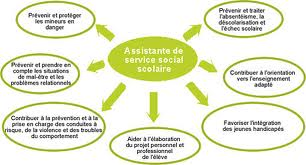 Prévenir et protéger
les mineurs en
danger
Prévenir et traiter
l'absentéisme, la
déscolarisation et
l'échec scolaire
Assistante de
service social
scolaire
Prévenir et prendre
en compte les situations
de mal-être et les
problèmes relationnels
Contribuer à l'orientation
vers l'enseignement
adapté
Contribuer à la prévention et à la
prise en charge des conduites à
risque, de la violence et des troubles
du comportement
Aider à l'élaboration
du projet personnel et
professionnel de
l'élève
Favoriser l'intégration
des jeunes handicapés